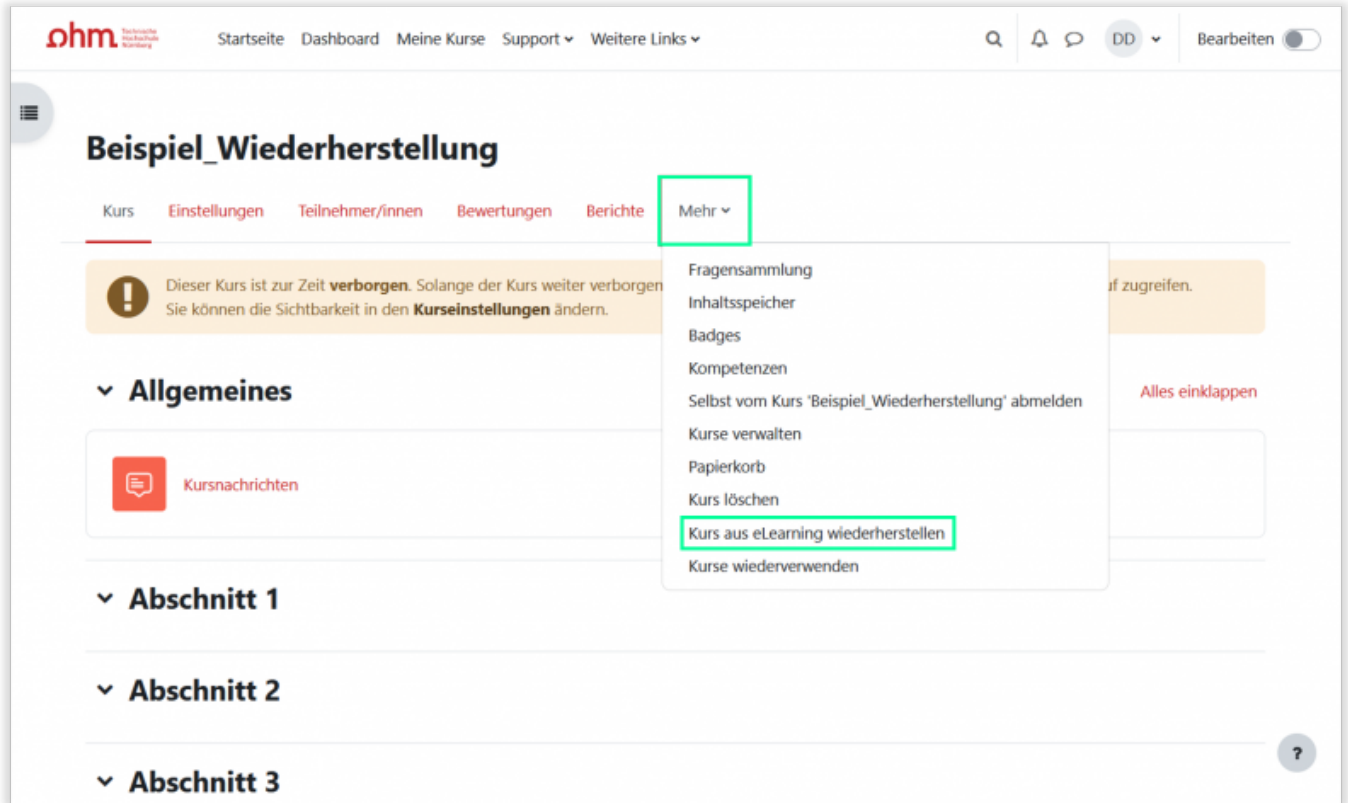 ohm Technische
Hochschule
Nürnberg
Startseite Dashboard Meine Kurse Support Weitere Links DD Bearbeiten
Beispiel_Wiederherstellung
Kurs Einstellungen Teilnehmer/innen Bewertungen Berichte Mehr
Dieser Kurs ist zur Zeit verborgen. Solange der Kurs weiter verborgen
uf zugreifen.
Sie können die Sichtbarkeit in den Kurseinstellungen ändern.
Fragensammlung
Inhaltsspeicher
Badges
Kompetenzen
Selbst vom Kurs 'Beispiel_Wiederherstellung' abmelden
Kurse verwalten
Papierkorb
Kurs löschen
Kurs aus eLearning wiederherstellen
Kurse wiederverwenden
Allgemeines
Alles einklappen
Kursnachrichten
Abschnitt 1
Abschnitt 2
?
Abschnitt 3